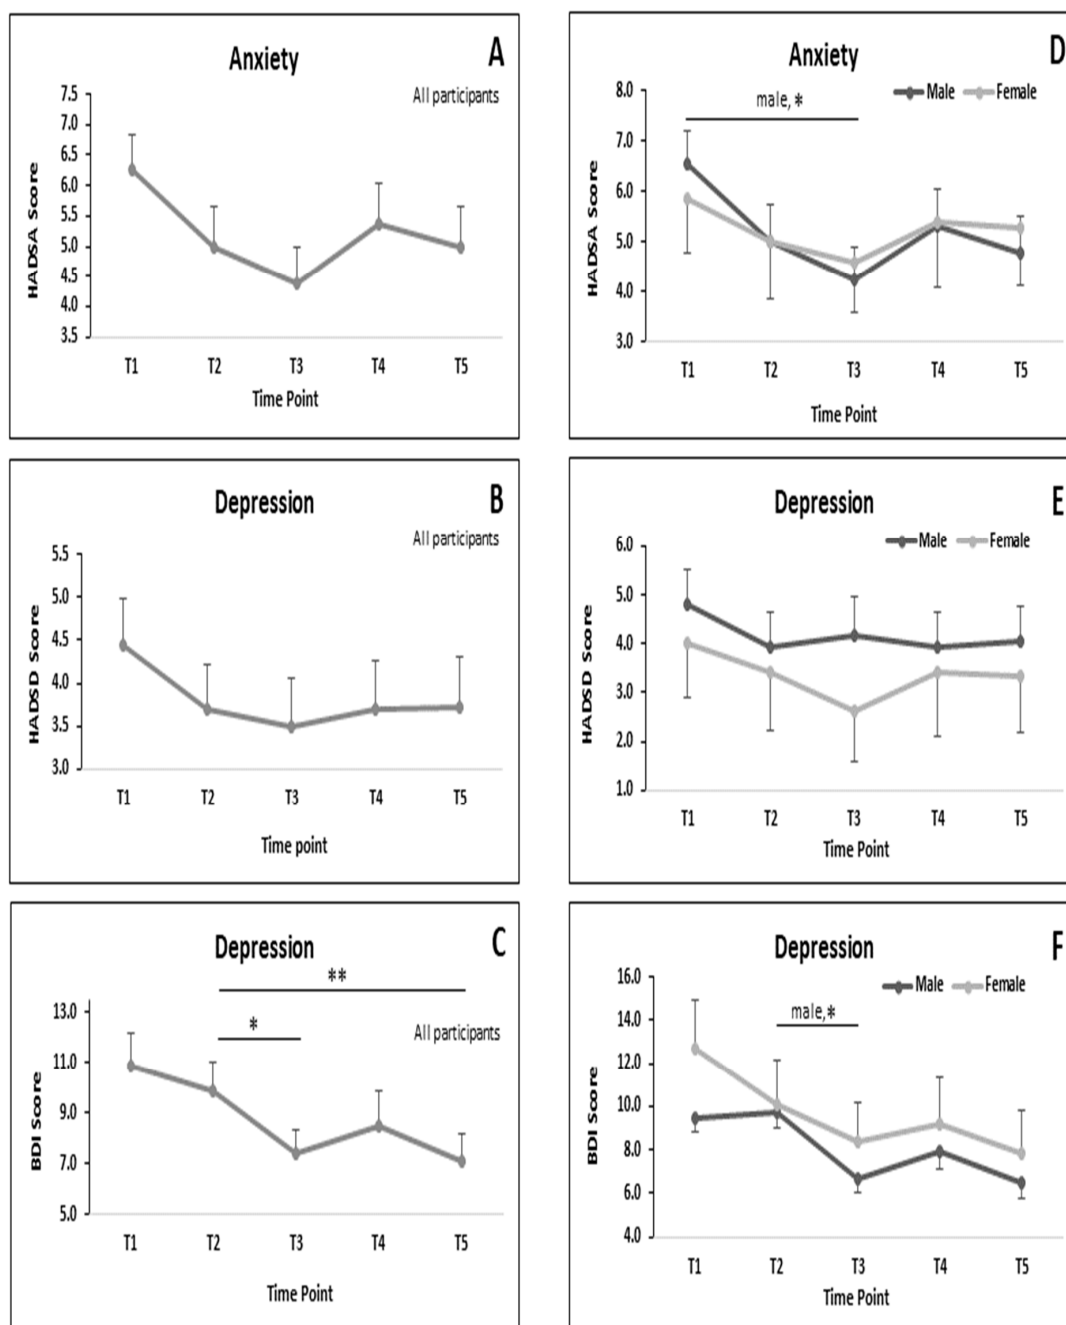 Anxiety
A
All participants
7.5
7.0
6.5
6.0
5.5
5.0
4.5
4.0
3.5
HADSA Score
T1 T2 T3 T4 T5
Time Point
Anxiety
D
Male Female
male, *
8.0
7.0
6.0
5.0
4.0
3.0
HADSA Score
T1 T2 T3 T4 T5
Time Point
Depression
B
All participants
5.5
5.0
4.5
4.0
3.5
3.0
HADSD Score
T1 T2 T3 T4 T5
Time point
Depression
E
Male Female
6.0
5.0
4.0
3.0
2.0
1.0
HADSD Score
T1 T2 T3 T4 T5
Time Point
Depression
C
**
*
All participants
13.0
11.0
9.0
7.0
5.0
BDI Score
T1 T2 T3 T4 T5
Time Point
Depression
F
Male Female
male,*
16.0
14.0
12.0
10.0
8.0
6.0
4.0
BDI Score
T1 T2 T3 T4 T5
Time Point